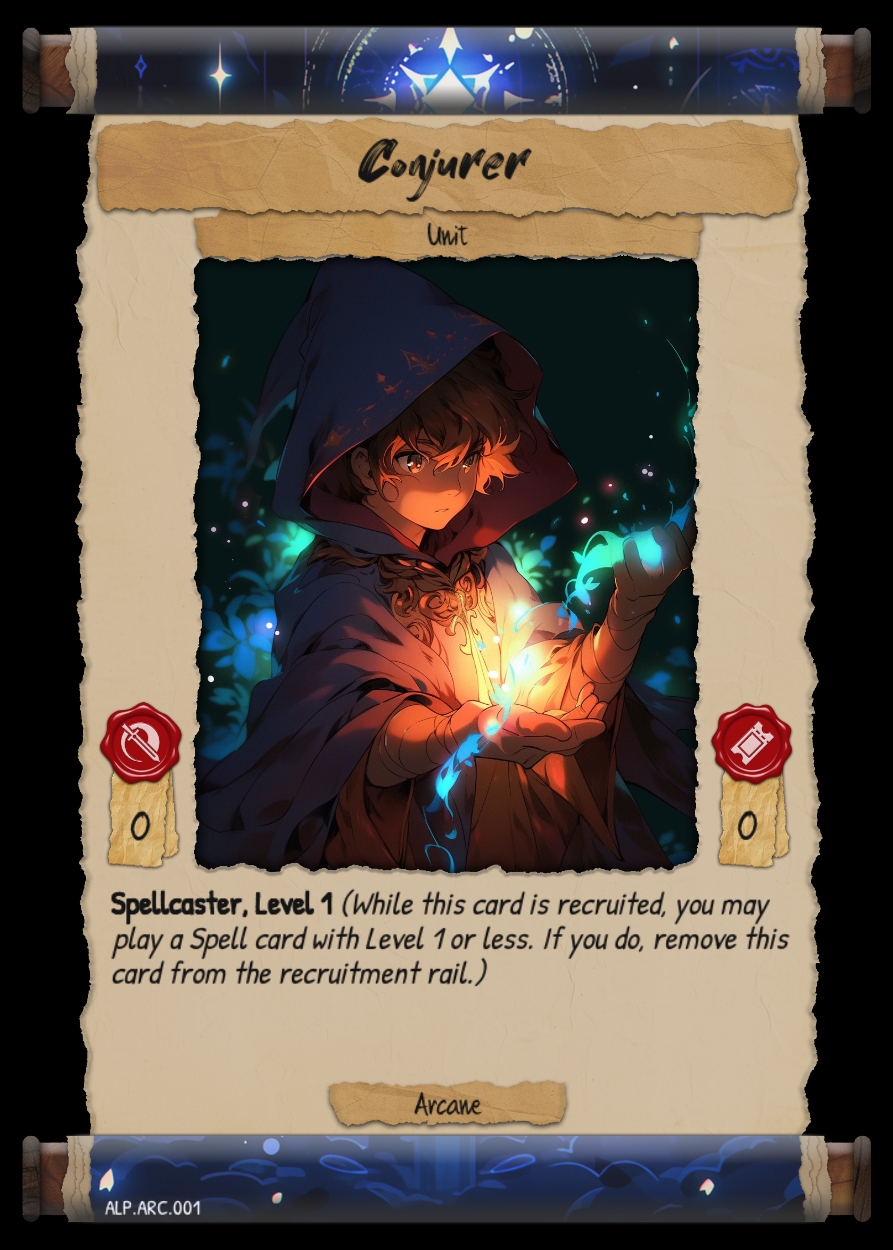 Conjurer
Unit
0
0
Spellcaster, Level 1 (While this card is recruited, you may
play a Spell card with Level 1 or less. If you do, remove this
card from the recruitment rail.)
Arcane
ALP.ARC.001